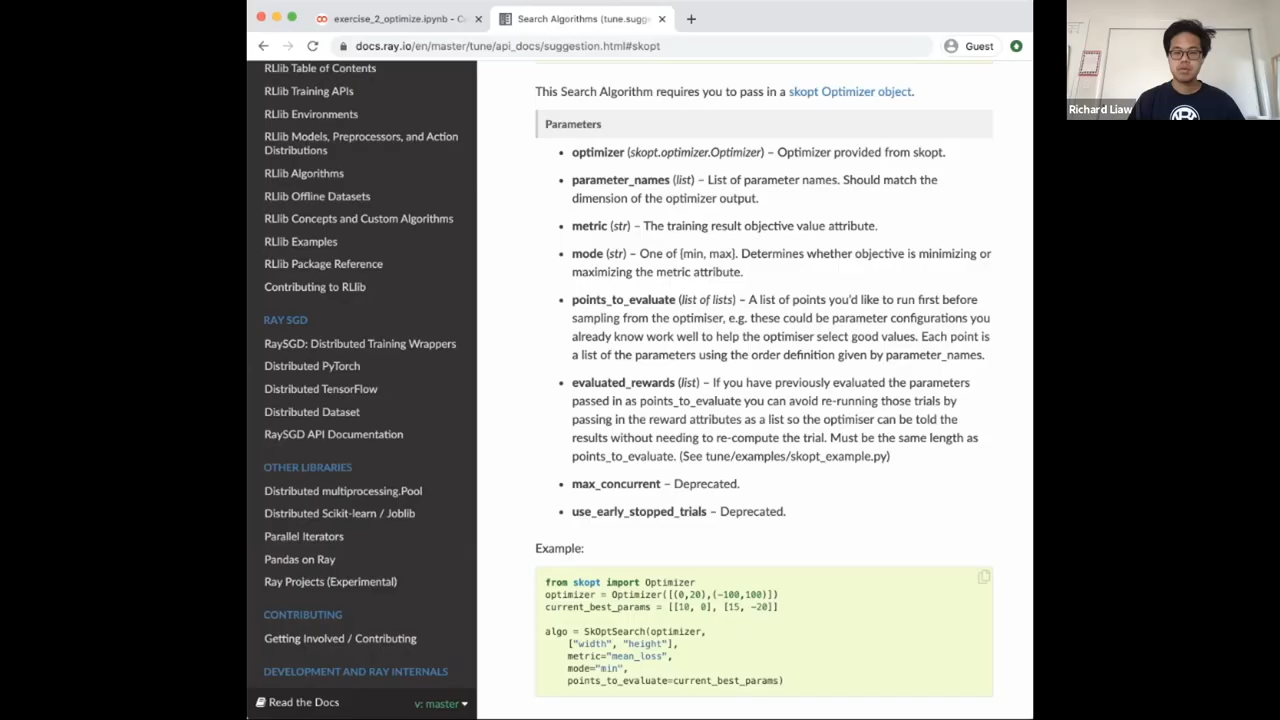 exercise_2_optimize.ipynb - C
Search Algorithms (tune.sugg
docs.ray.io/en/master/tune/api_docs/suggestion.html#skopt
Guest
Richard Liaw
RLlib Table of Contents
RLlib Training APIs
RLlib Environments
RLlib Models, Preprocessors, and Action
Distributions
RLlib Algorithms
RLlib Offline Datasets
RLlib Concepts and Custom Algorithms
RLlib Examples
RLlib Package Reference
Contributing to RLlib
RAY SGD
RaySGD: Distributed Training Wrappers
Distributed PyTorch
Distributed TensorFlow
Distributed Dataset
RaySGD API Documentation
OTHER LIBRARIES
Distributed multiprocessing.Pool
Distributed Scikit-learn / Joblib
Parallel Iterators
Pandas on Ray
Ray Projects (Experimental)
CONTRIBUTING
Getting Involved / Contributing
DEVELOPMENT AND RAY INTERNALS
Read the Docs
v: master
This Search Algorithm requires you to pass in a skopt Optimizer object.
Parameters
• optimizer (skopt.optimizer.Optimizer) – Optimizer provided from skopt.
• parameter_names (list) – List of parameter names. Should match the
dimension of the optimizer output.
• metric (str) – The training result objective value attribute.
• mode (str) – One of {min, max}. Determines whether objective is minimizing or
maximizing the metric attribute.
• points_to_evaluate (list of lists) – A list of points you'd like to run first before
sampling from the optimiser, e.g. these could be parameter configurations you
already know work well to help the optimiser select good values. Each point is
a list of the parameters using the order definition given by parameter_names.
• evaluated_rewards (list) – If you have previously evaluated the parameters
passed in as points_to_evaluate you can avoid re-running those trials by
passing in the reward attributes as a list so the optimiser can be told the
results without needing to re-compute the trial. Must be the same length as
points_to_evaluate. (See tune/examples/skopt_example.py)
• max_concurrent – Deprecated.
• use_early_stopped_trials – Deprecated.
Example:
from skopt import Optimizer
optimizer = Optimizer([(0,20),(-100,100)])
current_best_params = [[10, 0], [15, -20]]
algo = SkOptSearch(optimizer,
["width", "height"],
metric="mean_loss",
mode="min",
points_to_evaluate=current_best_params)